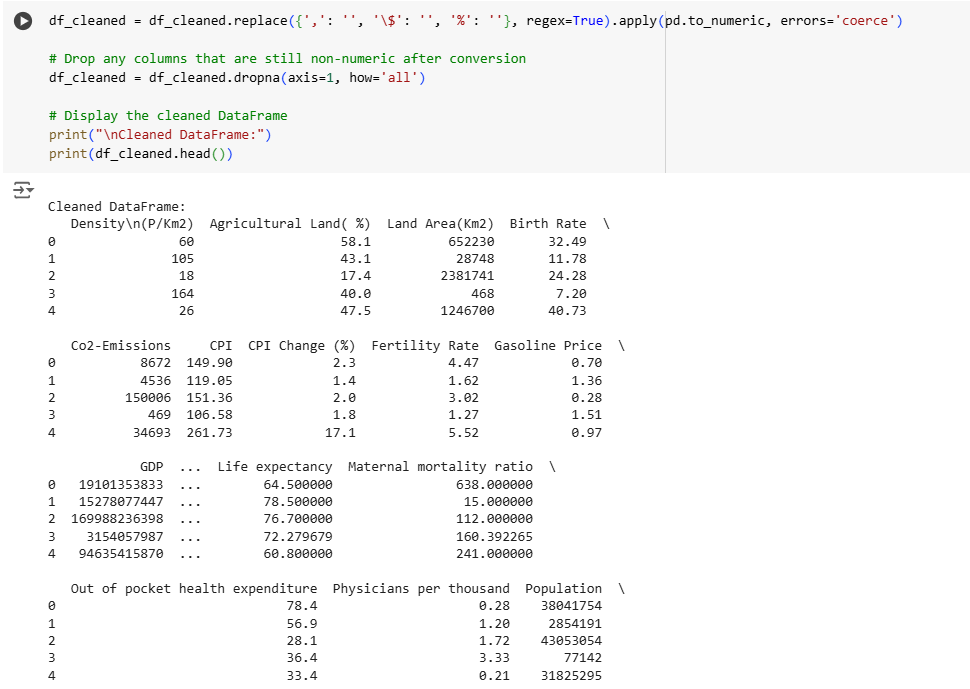 df_cleaned = df_cleaned.replace({',': '', '\$': '', '%': ''}, regex=True).apply(pd.to_numeric, errors='coerce')
# Drop any columns that are still non-numeric after conversion
df_cleaned = df_cleaned.dropna(axis=1, how='all')
# Display the cleaned DataFrame
print("\nCleaned DataFrame:")
print(df_cleaned.head())
Cleaned DataFrame:
   Density\n(P/Km2)  Agricultural Land( %)  Land Area(Km2)  Birth Rate  \
0                60                   58.1          652230       32.49
1               105                   43.1           28748       11.78
2                18                   17.4         2381741       24.28
3               164                   40.0             468        7.20
4                26                   47.5         1246700       40.73
   Co2-Emissions     CPI  CPI Change (%)  Fertility Rate  Gasoline Price  \
0           8672  149.90             2.3            4.47            0.70
1           4536  119.05             1.4            1.62            1.36
2         150006  151.36             2.0            3.02            0.28
3            469  106.58             1.8            1.27            1.51
4          34693  261.73            17.1            5.52            0.97
            GDP  ...  Life expectancy  Maternal mortality ratio  \
0   19101353833  ...        64.500000                638.000000
1   15278077447  ...        78.500000                 15.000000
2  169988236398  ...        76.700000                112.000000
3    3154057987  ...        72.279679                160.392265
4   94635415870  ...        60.800000                241.000000
   Out of pocket health expenditure  Physicians per thousand  Population  \
0                              78.4                     0.28    38041754
1                              56.9                     1.20     2854191
2                              28.1                     1.72    43053054
3                              36.4                     3.33       77142
4                              33.4                     0.21    31825295